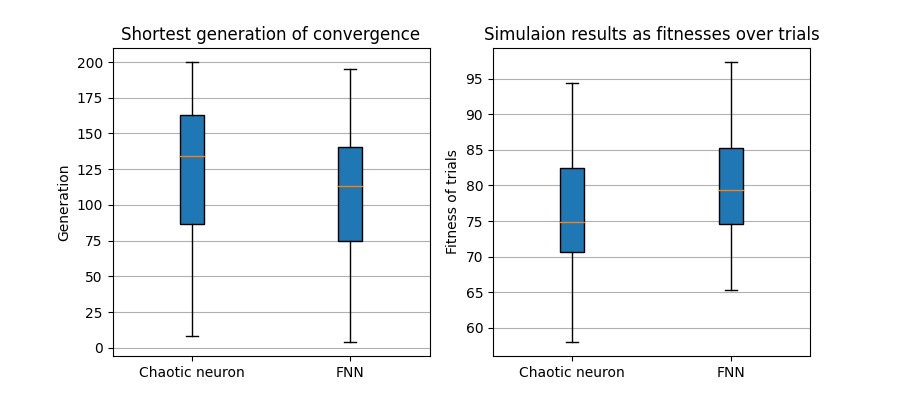 Shortest generation of convergence
Generation
200
175
150
125
100
75
50
25
0
Chaotic neuron
FNN
Simulaion results as fitnesses over trials
Fitness of trials
95
90
85
80
75
70
65
60
Chaotic neuron
FNN